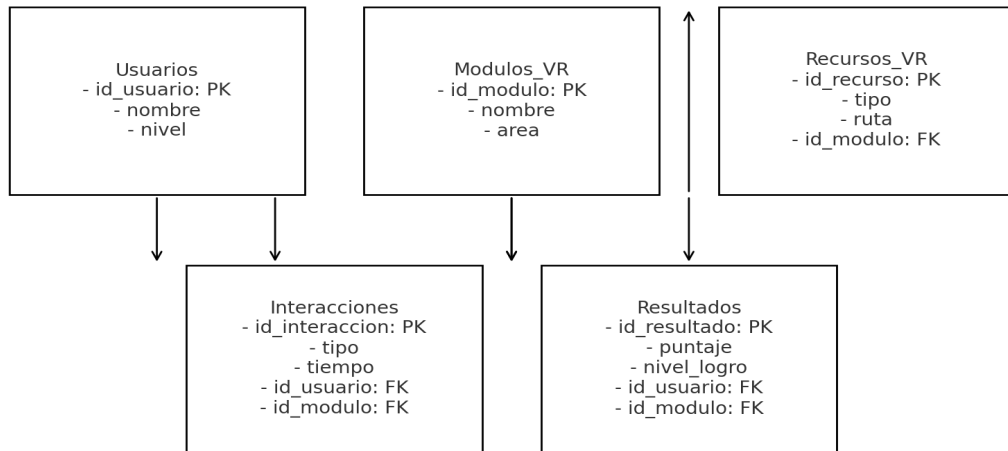 Usuarios
- id_usuario: PK
- nombre
- nivel
Modulos_VR
- id_modulo: PK
- nombre
- area
Recursos_VR
- id_recurso: PK
- tipo
- ruta
- id_modulo: FK
Interacciones
- id_interaccion: PK
- tipo
- tiempo
- id_usuario: FK
- id_modulo: FK
Resultados
- id_resultado: PK
- puntaje
- nivel_logro
- id_usuario: FK
- id_modulo: FK